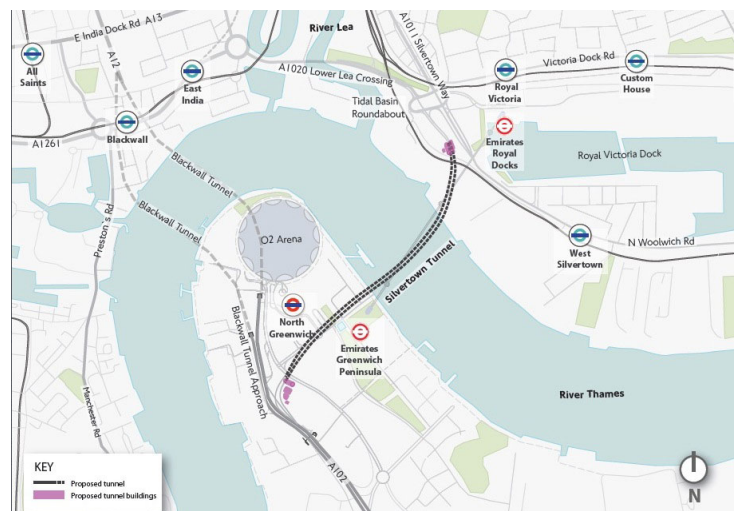 River Lea
E India Dock Rd A13
A12
A1011 Silvertown Way
Victoria Dock Rd
All
Saints
East
India
A1020 Lower Lea Crossing
Royal
Victoria
Custom
House
Tidal Basin
Roundabout
A1261
Blackwall
Emirates
Royal
Docks
Royal Victoria Dock
Blackwall Tunnel
Blackwall Tunnel
Preston's Rd
O2 Arena
West
Silvertown
N Woolwich Rd
Silvertown Tunnel
North
Greenwich
Emirates
Greenwich
Peninsula
Blackwall Tunnel Approach
Manchester Rd
River Thames
A102
KEY
Proposed tunnel
Proposed tunnel buildings
N